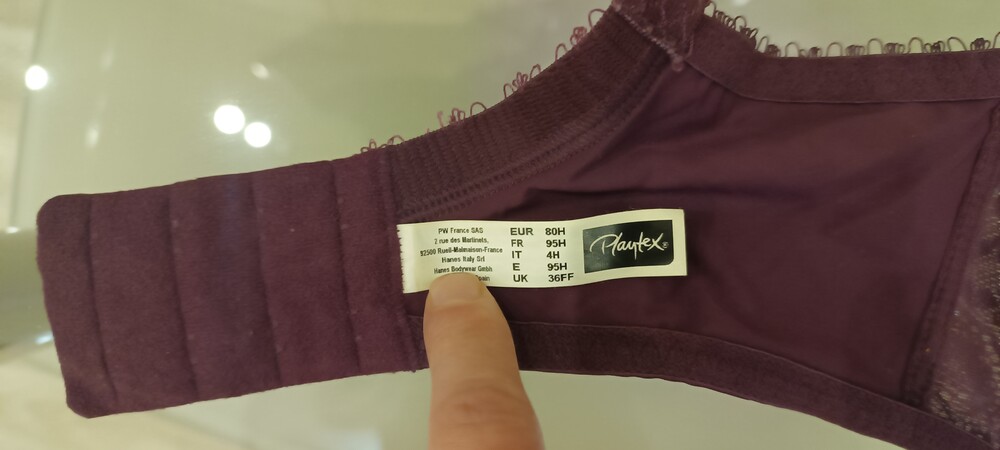 PW France SAS
2 rue des Martinets,
92500 Rueil-Malmaison-France
Hanes Italy Srl
Hanes Bodywear Gmbh
EUR 80H
FR 95H
IT 4H
E 95H
UK 36FF
Playtex®